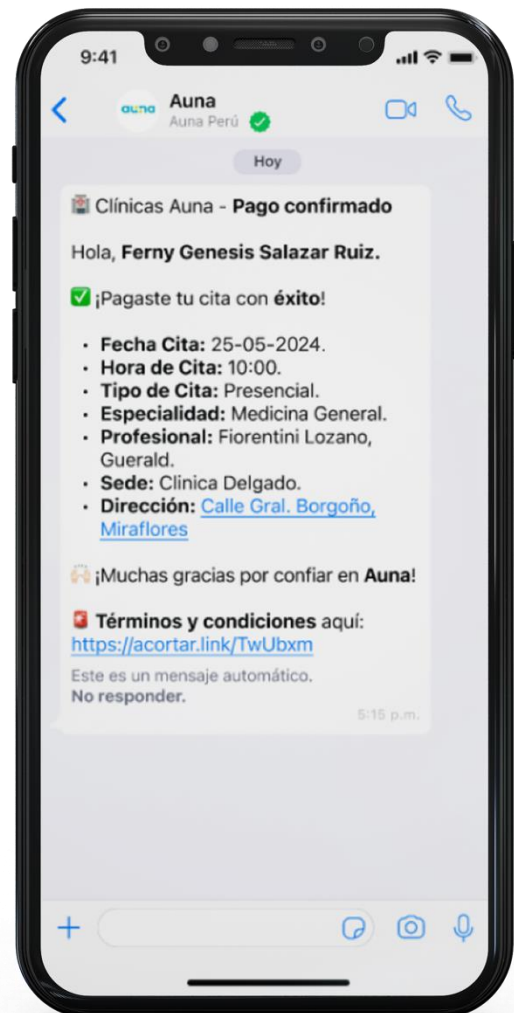 9:41
auna
Auna
Auna Perú
Hoy
Clínicas Auna - Pago confirmado
Hola, Ferny Genesis Salazar Ruiz.
¡Pagaste tu cita con éxito!
• Fecha Cita: 25-05-2024.
• Hora de Cita: 10:00.
• Tipo de Cita: Presencial.
• Especialidad: Medicina General.
• Profesional: Fiorentini Lozano,
Guerald.
• Sede: Clinica Delgado.
• Dirección: Calle Gral. Borgoño,
Miraflores
¡Muchas gracias por confiar en Auna!
Términos y condiciones aquí:
https://acortar.link/TwUbxm
Este es un mensaje automático.
No responder.
5:15 p.m.